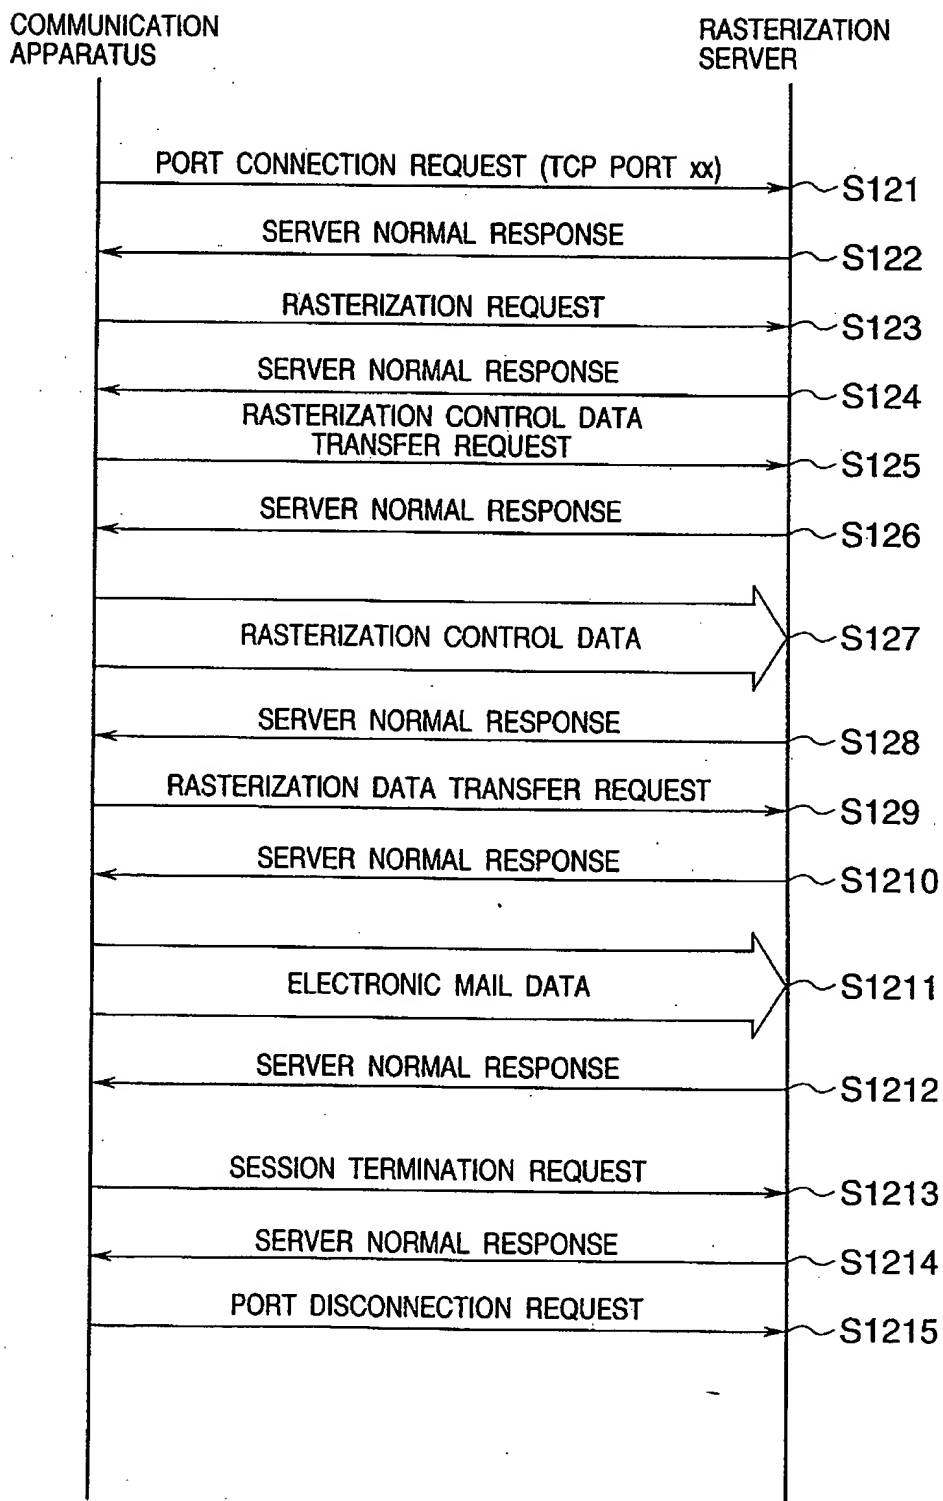 COMMUNICATION
APPARATUS
RASTERIZATION
SERVER
PORT CONNECTION REQUEST (TCP PORT xx)
S121
SERVER NORMAL RESPONSE
S122
RASTERIZATION REQUEST
S123
SERVER NORMAL RESPONSE
S124
RASTERIZATION CONTROL DATA
TRANSFER REQUEST
S125
SERVER NORMAL RESPONSE
S126
RASTERIZATION CONTROL DATA
S127
SERVER NORMAL RESPONSE
S128
RASTERIZATION DATA TRANSFER REQUEST
S129
SERVER NORMAL RESPONSE
S1210
ELECTRONIC MAIL DATA
S1211
SERVER NORMAL RESPONSE
S1212
SESSION TERMINATION REQUEST
S1213
SERVER NORMAL RESPONSE
S1214
PORT DISCONNECTION REQUEST
S1215